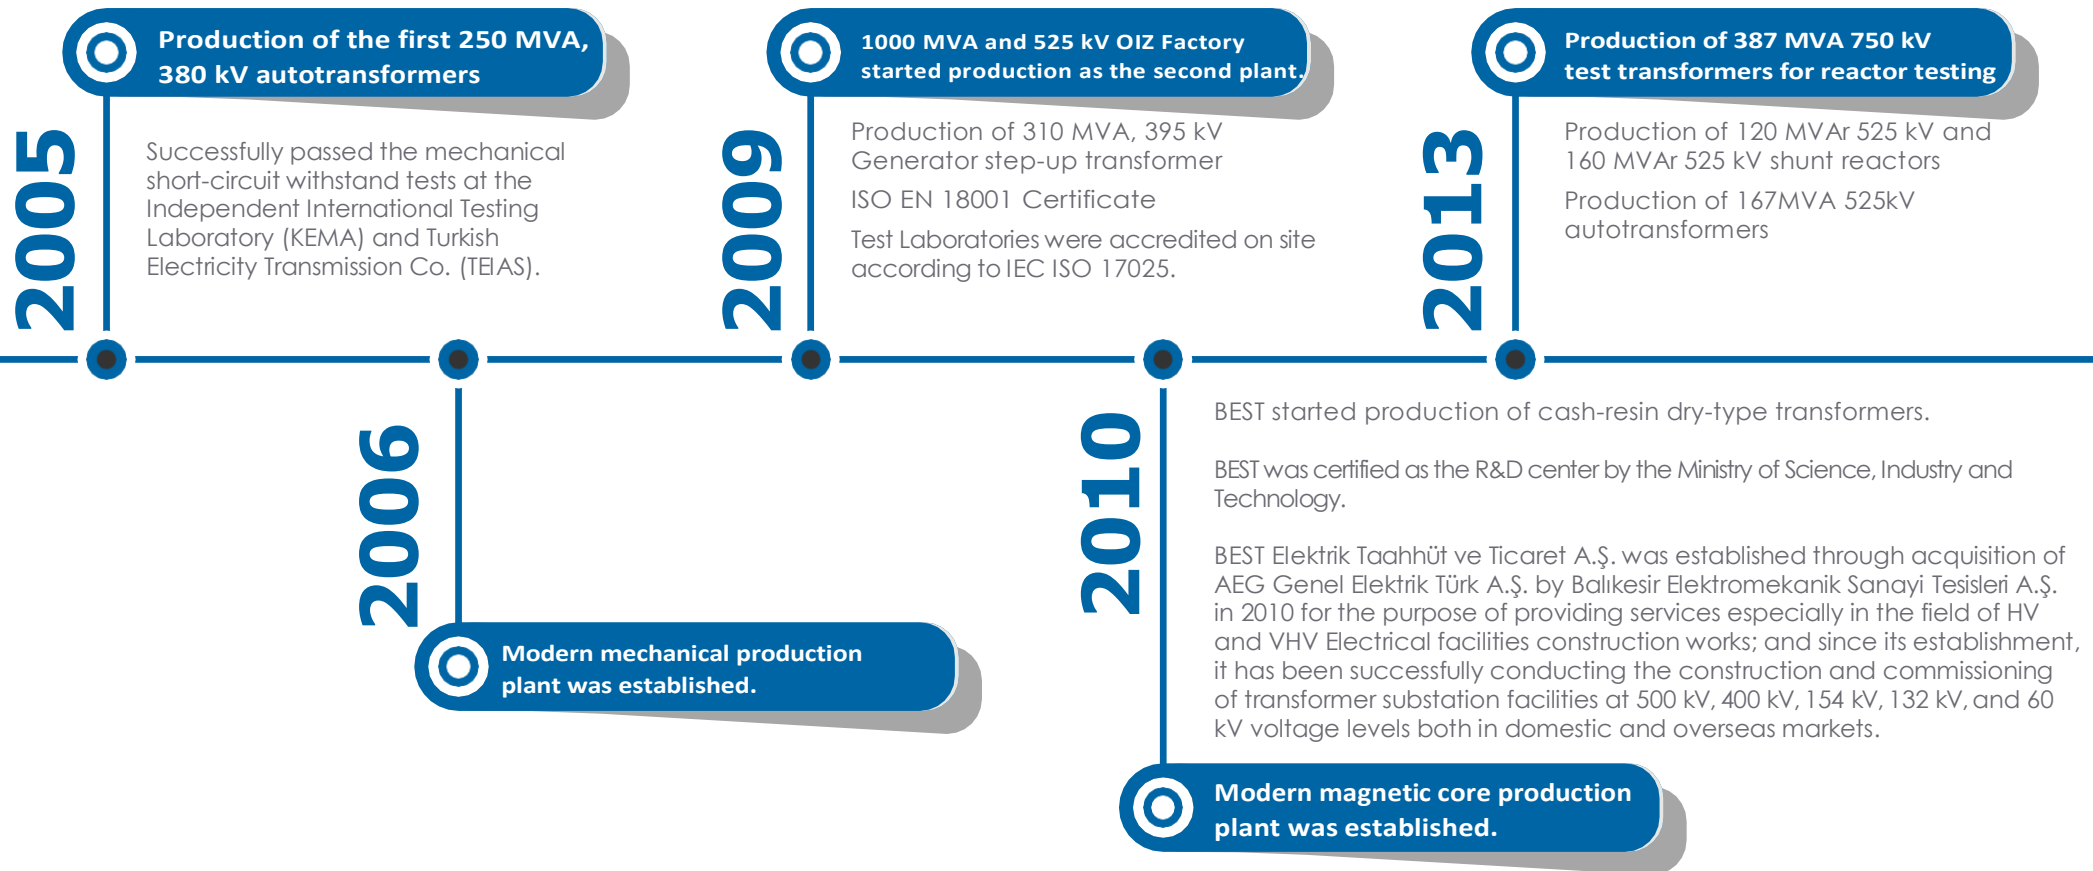 2005
Production of the first 250 MVA,
380 kV autotransformers
Successfully passed the mechanical
short-circuit withstand tests at the
Independent International Testing
Laboratory (KEMA) and Turkish
Electricity Transmission Co. (TEIAS).
2006
Modern mechanical production
plant was established.
2009
1000 MVA and 525 kV OIZ Factory
started production as the second plant.
Production of 310 MVA, 395 kV
Generator step-up transformer
ISO EN 18001 Certificate
Test Laboratories were accredited on site
according to IEC ISO 17025.
2010
BEST started production of cash-resin dry-type transformers.
BEST was certified as the R&D center by the Ministry of Science, Industry and
Technology.
BEST Elektrik Taahhüt ve Ticaret A.Ş. was established through acquisition of
AEG Genel Elektrik Türk A.Ş. by Balıkesir Elektromekanik Sanayi Tesisleri A.Ş.
in 2010 for the purpose of providing services especially in the field of HV
and VHV Electrical facilities construction works; and since its establishment,
it has been successfully conducting the construction and commissioning
of transformer substation facilities at 500 kV, 400 kV, 154 kV, 132 kV, and 60
kV voltage levels both in domestic and overseas markets.
Modern magnetic core production
plant was established.
2013
Production of 387 MVA 750 kV
test transformers for reactor testing
Production of 120 MVAr 525 kV and
160 MVAr 525 kV shunt reactors
Production of 167MVA 525kV
autotransformers